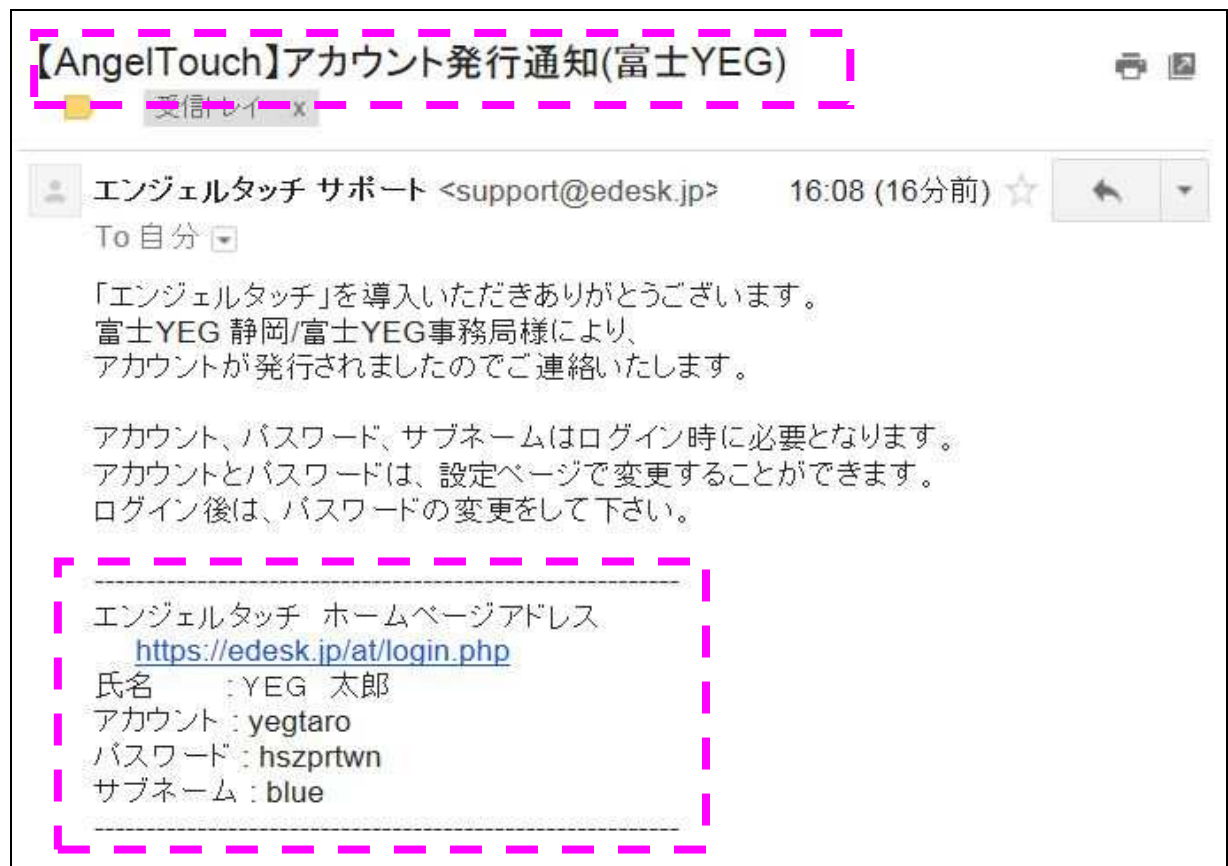 【AngelTouch】アカウント発行通知(富士YEG)
受信トレイ x
エンジェルタッチ サポート <support@edesk.jp> 16:08 (16分前)
To 自分
「エンジェルタッチ」を導入いただきありがとうございます。
富士YEG 静岡/富士YEG事務局様により、
アカウントが発行されましたのでご連絡いたします。
アカウント、パスワード、サブネームはログイン時に必要となります。
アカウントとパスワードは、設定ページで変更することができます。
ログイン後は、パスワードの変更をして下さい。
------------------------------------------------------------
エンジェルタッチ ホームページアドレス
https://edesk.jp/at/login.php
氏名 : YEG 太郎
アカウント : yegtaro
パスワード : hszprtwn
サブネーム : blue
------------------------------------------------------------